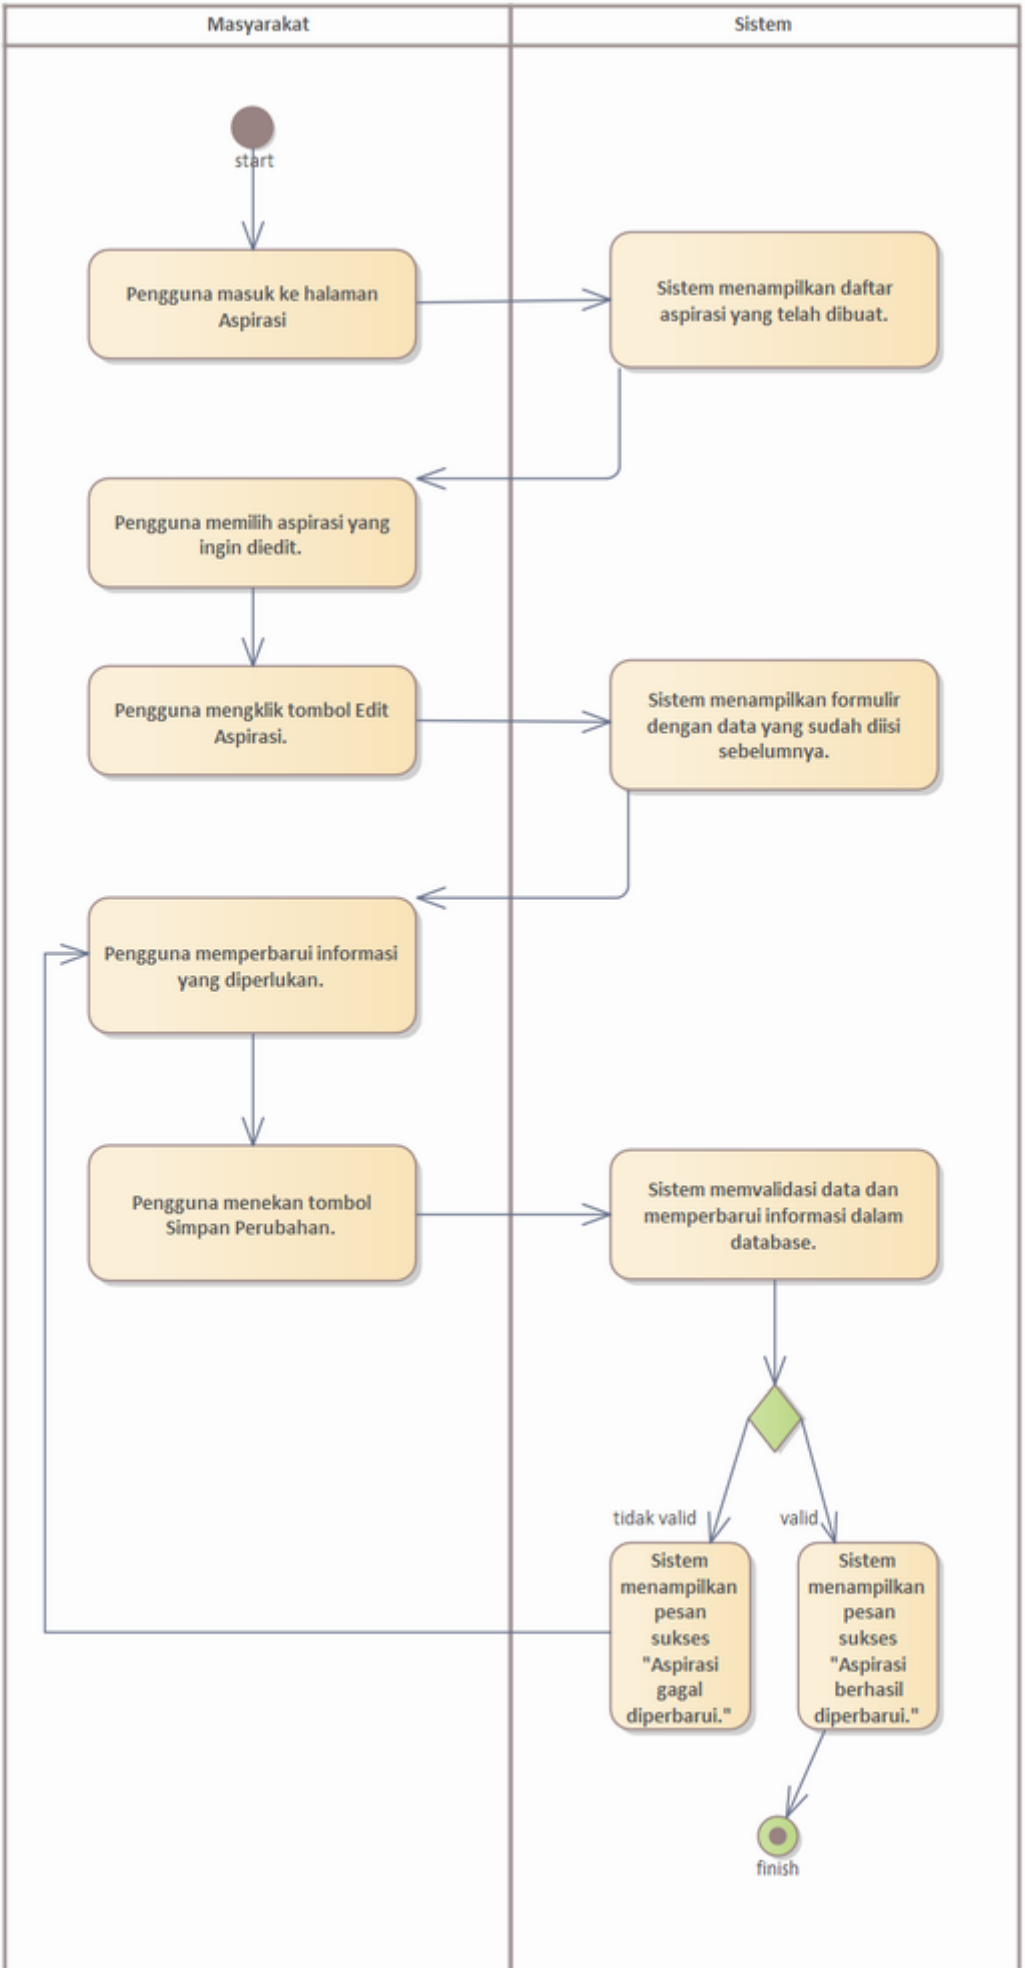 Masyarakat
Sistem
start
Pengguna masuk ke halaman
Aspirasi
Sistem menampilkan daftar
aspirasi yang telah dibuat.
Pengguna memilih aspirasi yang
ingin diedit.
Pengguna mengklik tombol Edit
Aspirasi.
Sistem menampilkan formulir
dengan data yang sudah diisi
sebelumnya.
Pengguna memperbarui informasi
yang diperlukan.
Pengguna menekan tombol
Simpan Perubahan.
Sistem memvalidasi data dan
memperbarui informasi dalam
database.
tidak valid
valid
Sistem
menampilkan
pesan
sukses
"Aspirasi
gagal
diperbarui."
Sistem
menampilkan
pesan
sukses
"Aspirasi
berhasil
diperbarui."
finish